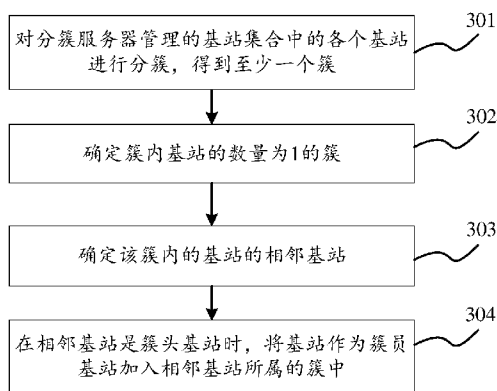 301
对分簇服务器管理的基站集合中的各个基站
进行分簇，得到至少一个簇
302
确定簇内基站的数量为1的簇
303
确定该簇内的基站的相邻基站
304
在相邻基站是簇头基站时，将基站作为簇员
基站加入相邻基站所属的簇中